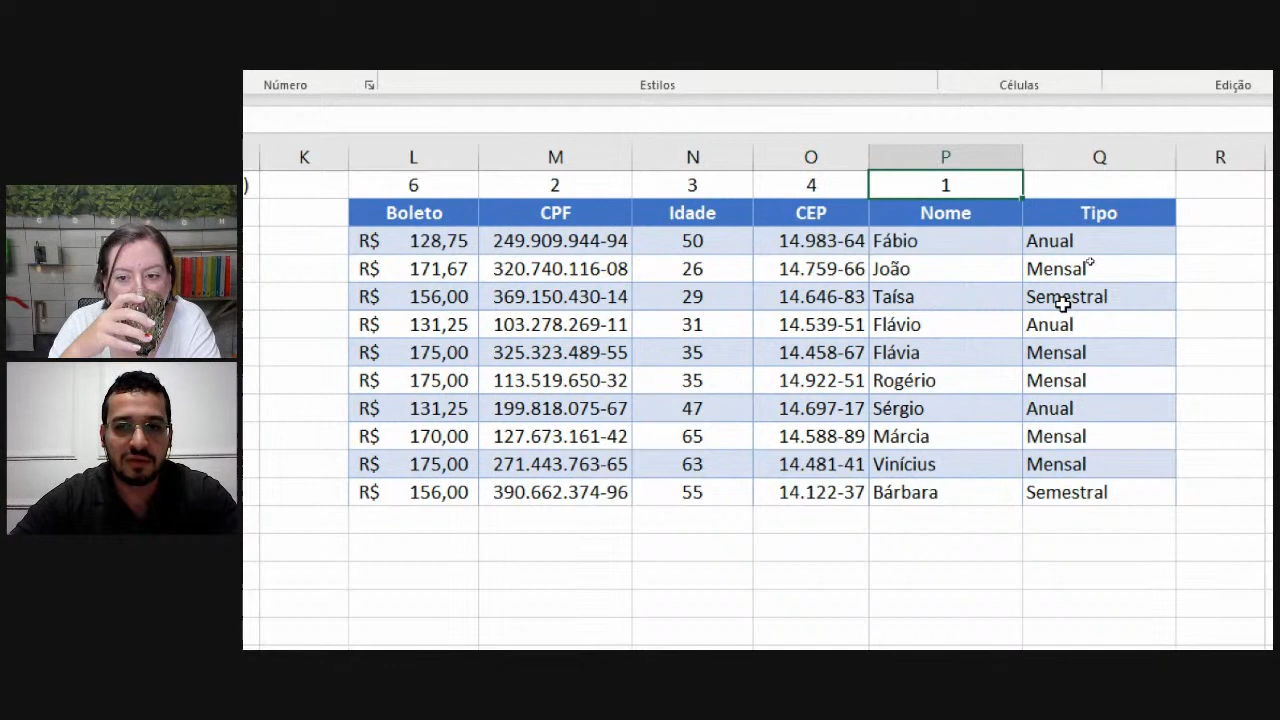 Número Estilos Células Edição
K L M N O P Q R
) 6 2 3 4 1
Boleto CPF Idade CEP Nome Tipo
R$ 128,75 249.909.944-94 50 14.983-64 Fábio Anual
R$ 171,67 320.740.116-08 26 14.759-66 João Mensal
R$ 156,00 369.150.430-14 29 14.646-83 Taísa Semestral
R$ 131,25 103.278.269-11 31 14.539-51 Flávio Anual
R$ 175,00 325.323.489-55 35 14.458-67 Flávia Mensal
R$ 175,00 113.519.650-32 35 14.922-51 Rogério Mensal
R$ 131,25 199.818.075-67 47 14.697-17 Sérgio Anual
R$ 170,00 127.673.161-42 65 14.588-89 Márcia Mensal
R$ 175,00 271.443.763-65 63 14.481-41 Vinícius Mensal
R$ 156,00 390.662.374-96 55 14.122-37 Bárbara Semestral